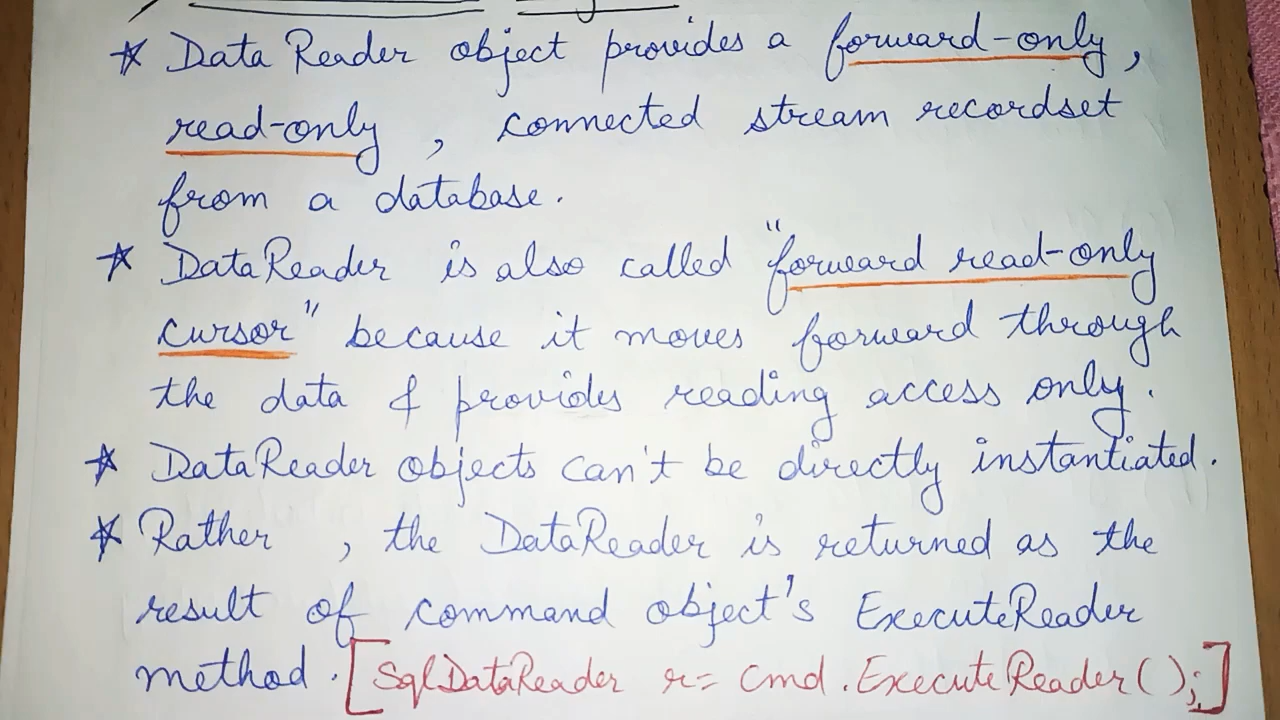 * Data Reader object provides a forward-only,
read-only, connected stream recordset
from a database.
* DataReader is also called "forward read-only
cursor" because it moves forward through
the data & provides reading access only.
* DataReader objects can't be directly instantiated.
* Rather, the DataReader is returned as the
result of command object's ExecuteReader
method. [SqlDataReader r= cmd.ExecuteReader();]